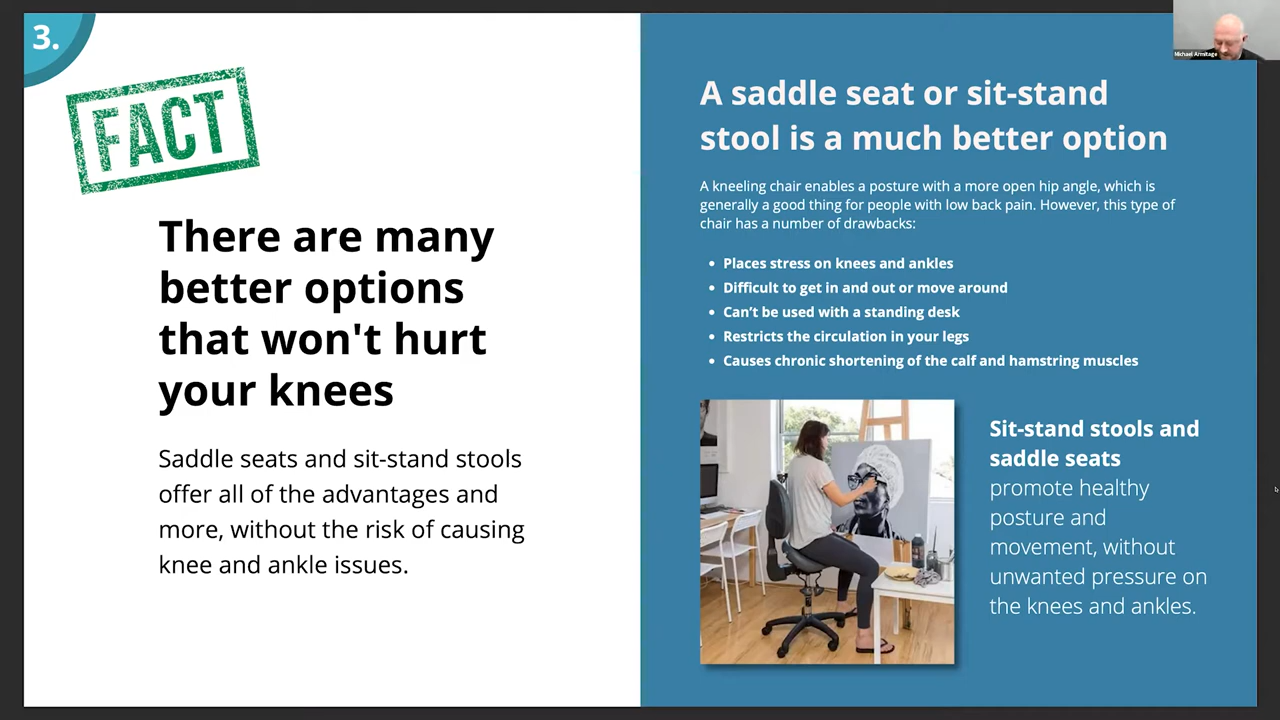 3.
FACT
There are many
better options
that won't hurt
your knees
Saddle seats and sit-stand stools
offer all of the advantages and
more, without the risk of causing
knee and ankle issues.
A saddle seat or sit-stand
stool is a much better option
A kneeling chair enables a posture with a more open hip angle, which is
generally a good thing for people with low back pain. However, this type of
chair has a number of drawbacks:
• Places stress on knees and ankles
• Difficult to get in and out or move around
• Can’t be used with a standing desk
• Restricts the circulation in your legs
• Causes chronic shortening of the calf and hamstring muscles
Sit-stand stools and
saddle seats
promote healthy
posture and
movement, without
unwanted pressure on
the knees and ankles.
Michael Armitage